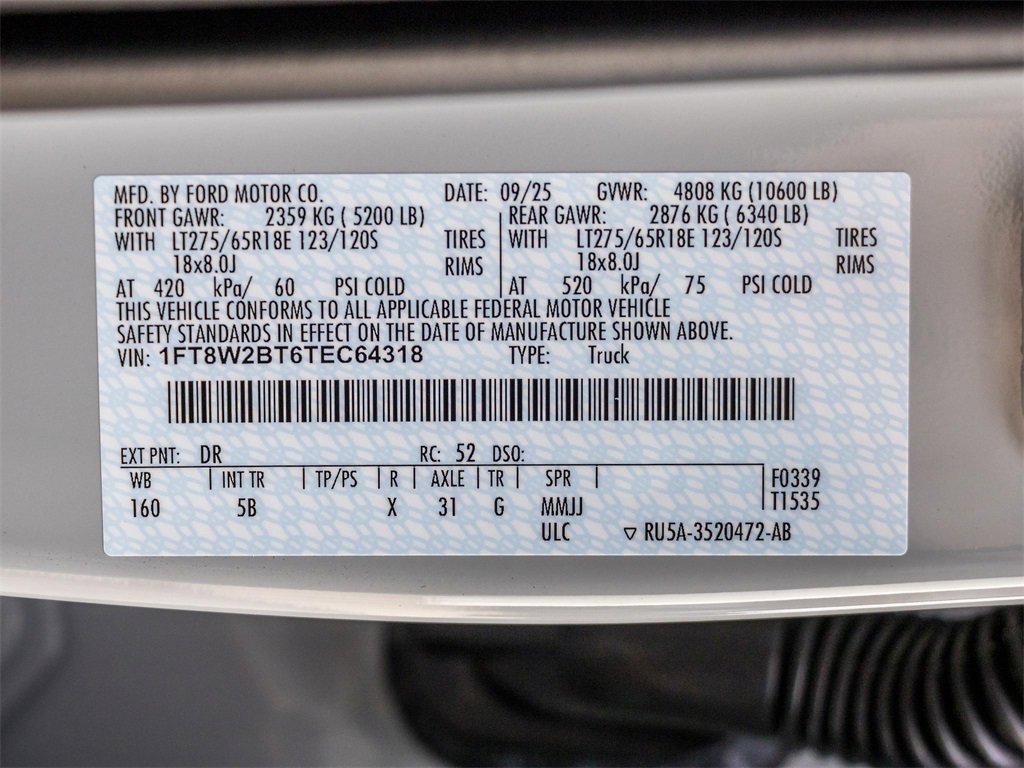 MFD. BY FORD MOTOR CO. DATE: 09/25 GVWR: 4808 KG (10600 LB)
FRONT GAWR: 2359 KG ( 5200 LB) REAR GAWR: 2876 KG ( 6340 LB)
WITH LT275/65R18E 123/120S TIRES WITH LT275/65R18E 123/120S TIRES
18x8.0J RIMS 18x8.0J RIMS
AT 420 kPa/ 60 PSI COLD AT 520 kPa/ 75 PSI COLD
THIS VEHICLE CONFORMS TO ALL APPLICABLE FEDERAL MOTOR VEHICLE
SAFETY STANDARDS IN EFFECT ON THE DATE OF MANUFACTURE SHOWN ABOVE.
VIN: 1FT8W2BT6TEC64318 TYPE: Truck
EXT PNT: DR RC: 52 DSO:
WB INT TR TP/PS R AXLE TR SPR F0339
160 5B X 31 G MMJJ T1535
ULC ▽ RU5A-3520472-AB